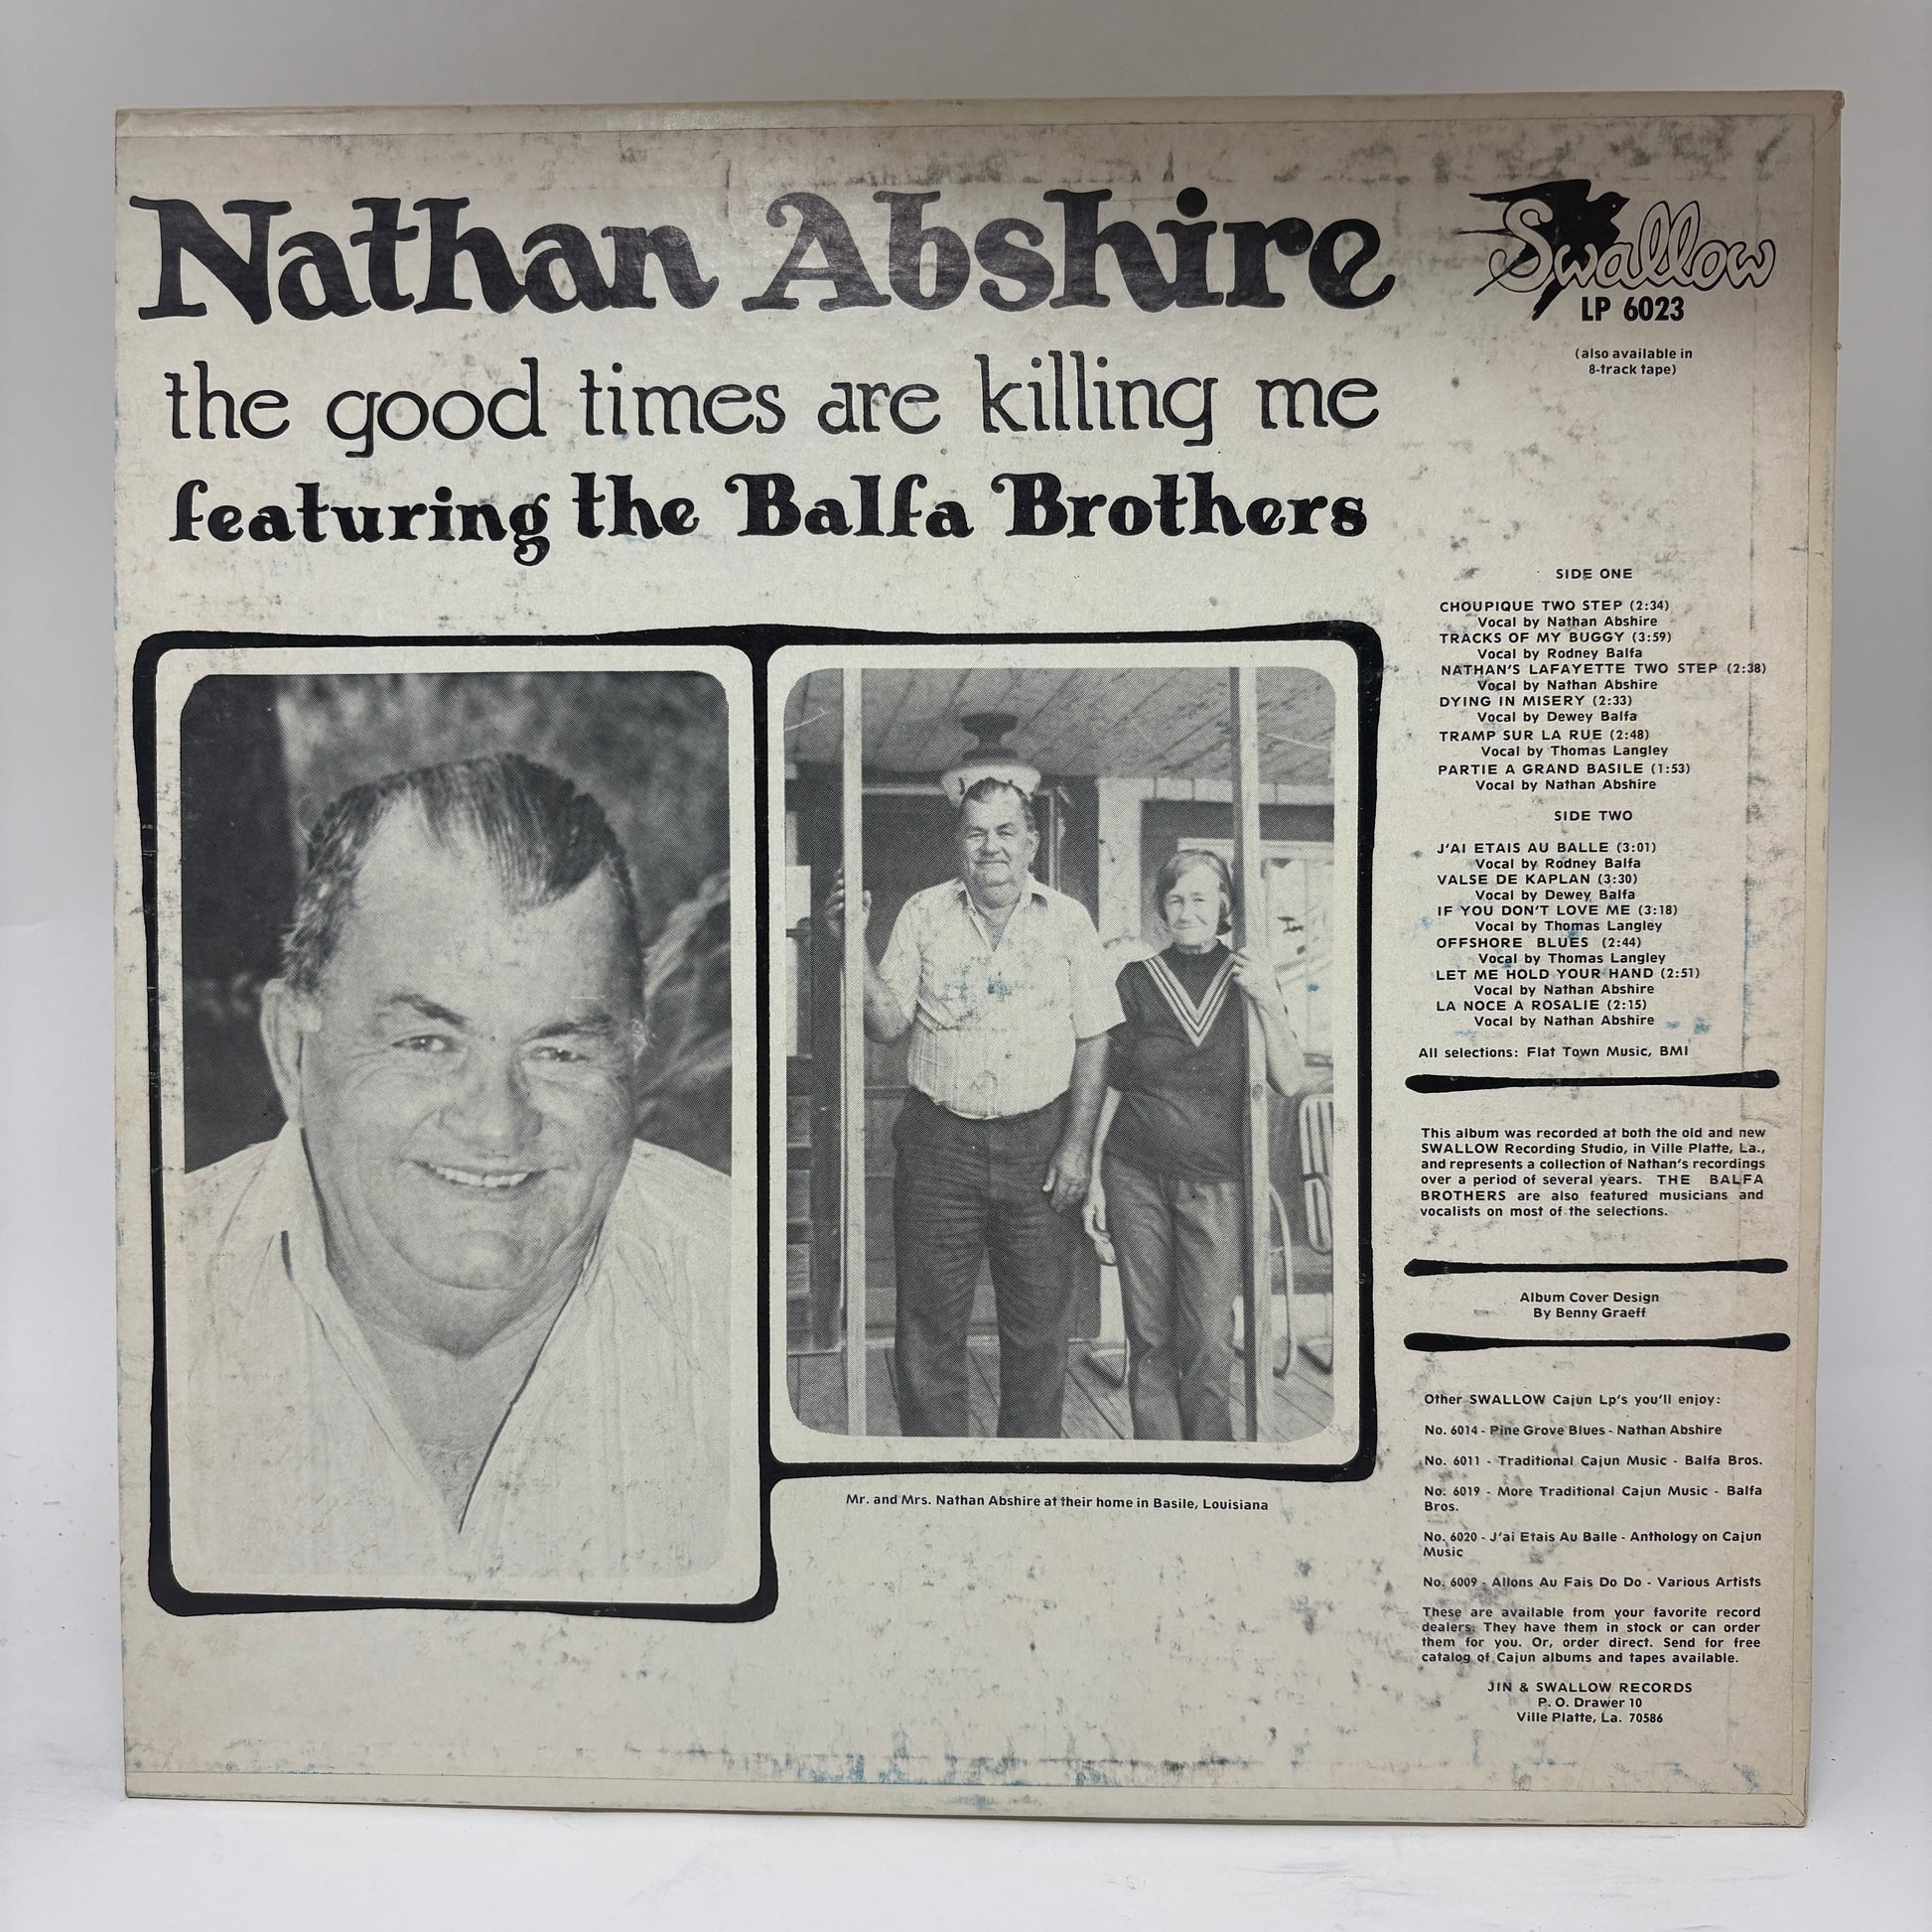 Nathan Abshire
the good times are killing me
featuring the Balfa Brothers
Swallow
LP 6023
(also available in
8-track tape)
SIDE ONE
CHOUPIQUE TWO STEP (2:34)
Vocal by Nathan Abshire
TRACKS OF MY BUGGY (3:59)
Vocal by Rodney Balfa
NATHAN'S LAFAYETTE TWO STEP (2:38)
Vocal by Nathan Abshire
DYING IN MISERY (2:33)
Vocal by Dewey Balfa
TRAMP SUR LA RUE (2:48)
Vocal by Thomas Langley
PARTIE A GRAND BASILE (1:53)
Vocal by Nathan Abshire
SIDE TWO
J'AI ETAIS AU BALLE (3:01)
Vocal by Rodney Balfa
VALSE DE KAPLAN (3:30)
Vocal by Dewey Balfa
IF YOU DON'T LOVE ME (3:18)
Vocal by Thomas Langley
OFFSHORE BLUES (2:44)
Vocal by Thomas Langley
LET ME HOLD YOUR HAND (2:51)
Vocal by Nathan Abshire
LA NOCE A ROSALIE (2:15)
Vocal by Nathan Abshire
All selections: Flat Town Music, BMI
This album was recorded at both the old and new
SWALLOW Recording Studio, in Ville Platte, La.,
and represents a collection of Nathan's recordings
over a period of several years. THE BALFA
BROTHERS are also featured musicians and
vocalists on most of the selections.
Album Cover Design
By Benny Graeff
Other SWALLOW Cajun Lp's you'll enjoy:
No. 6014 - Pine Grove Blues - Nathan Abshire
No. 6011 - Traditional Cajun Music - Balfa Bros.
No. 6019 - More Traditional Cajun Music - Balfa
Bros.
No. 6020 - J'ai Etais Au Balle - Anthology on Cajun
Music
No. 6009 - Allons Au Fais Do Do - Various Artists
These are available from your favorite record
dealers. They have them in stock or can order
them for you. Or, order direct. Send for free
catalog of Cajun albums and tapes available.
JIN & SWALLOW RECORDS
P. O. Drawer 10
Ville Platte, La. 70586
Mr. and Mrs. Nathan Abshire at their home in Basile, Louisiana